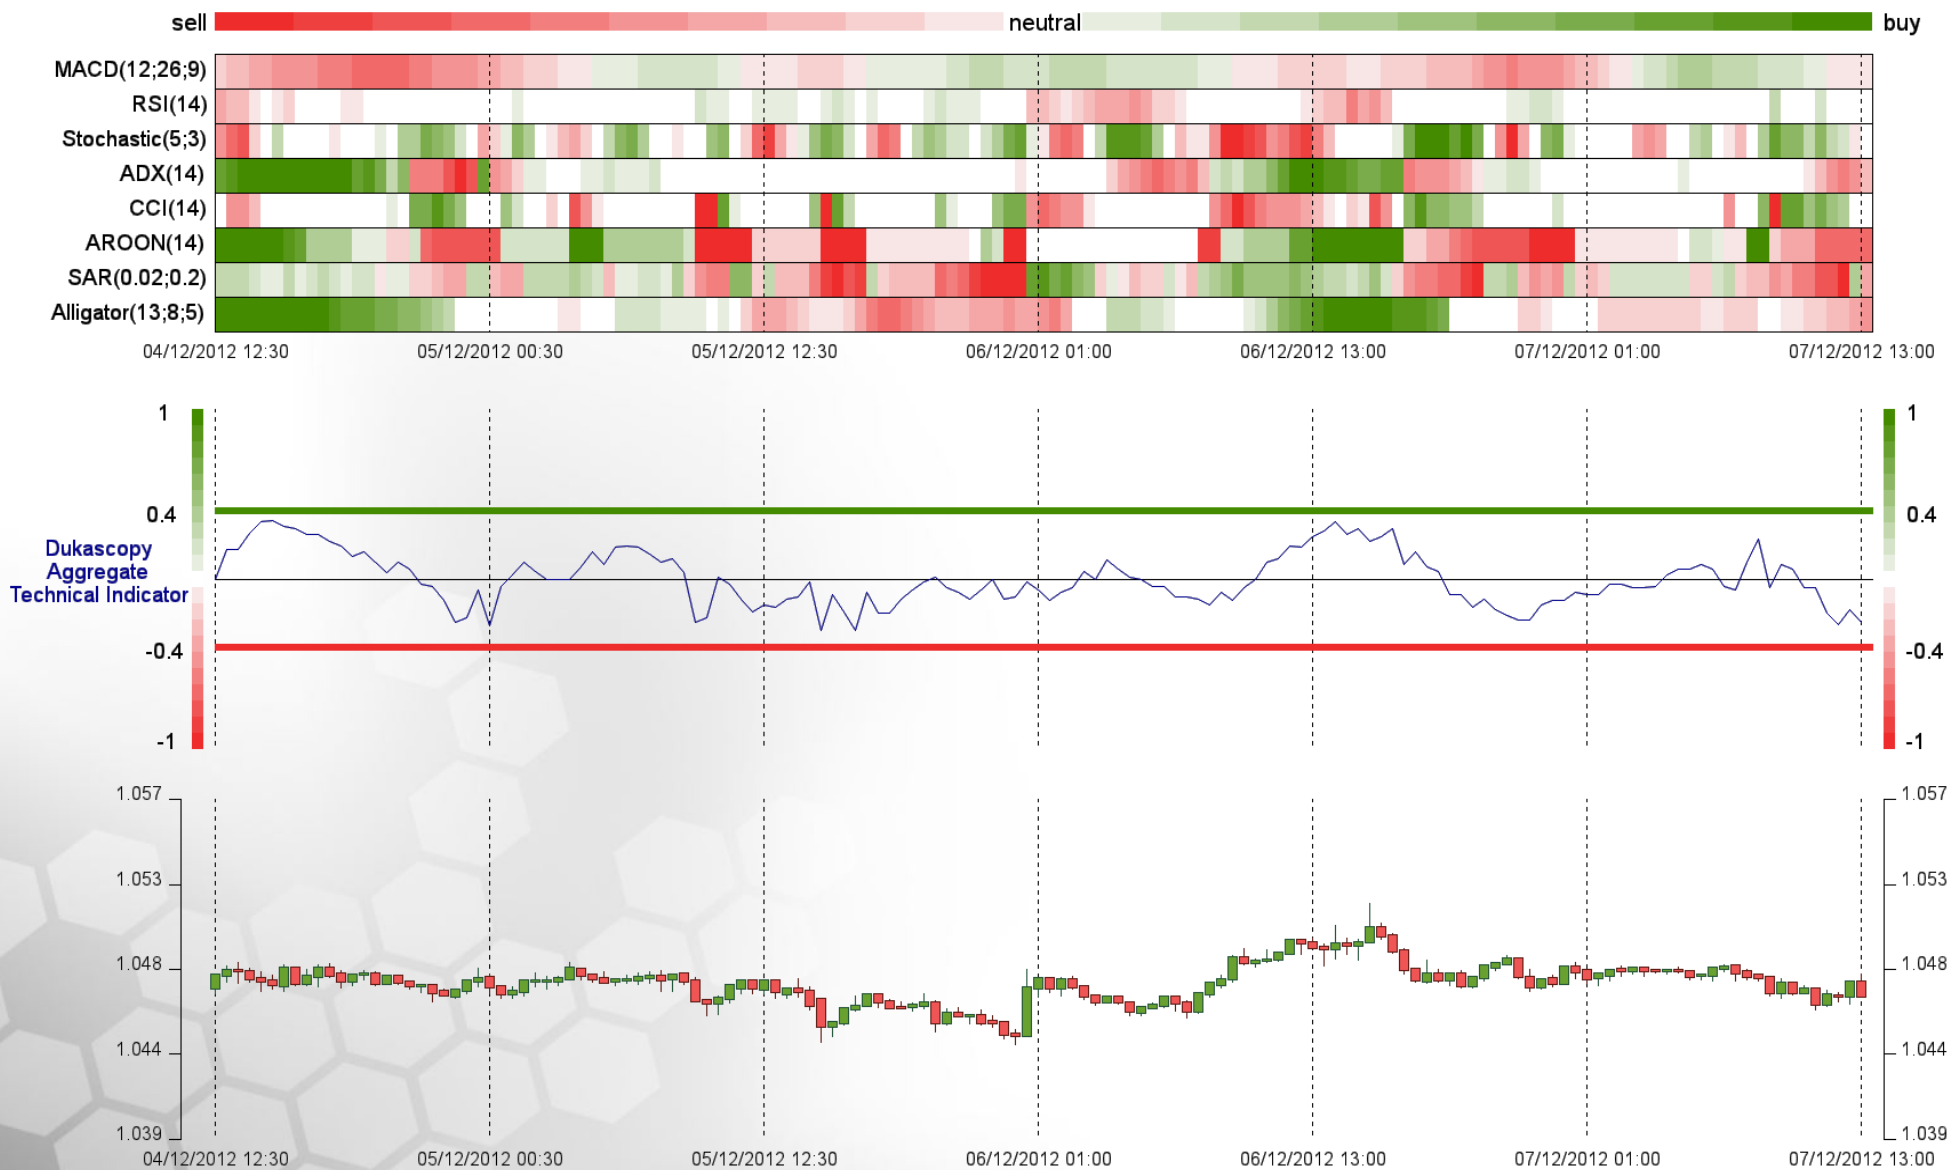 sell neutral buy
MACD(12;26;9)
RSI(14)
Stochastic(5;3)
ADX(14)
CCI(14)
AROON(14)
SAR(0.02;0.2)
Alligator(13;8;5)
04/12/2012 12:30 05/12/2012 00:30 05/12/2012 12:30 06/12/2012 01:00 06/12/2012 13:00 07/12/2012 01:00 07/12/2012 13:00
1 1
0.4 0.4
Dukascopy
Aggregate
Technical Indicator
-0.4 -0.4
-1 -1
1.057 1.057
1.053 1.053
1.048 1.048
1.044 1.044
1.039 1.039
04/12/2012 12:30 05/12/2012 00:30 05/12/2012 12:30 06/12/2012 01:00 06/12/2012 13:00 07/12/2012 01:00 07/12/2012 13:00